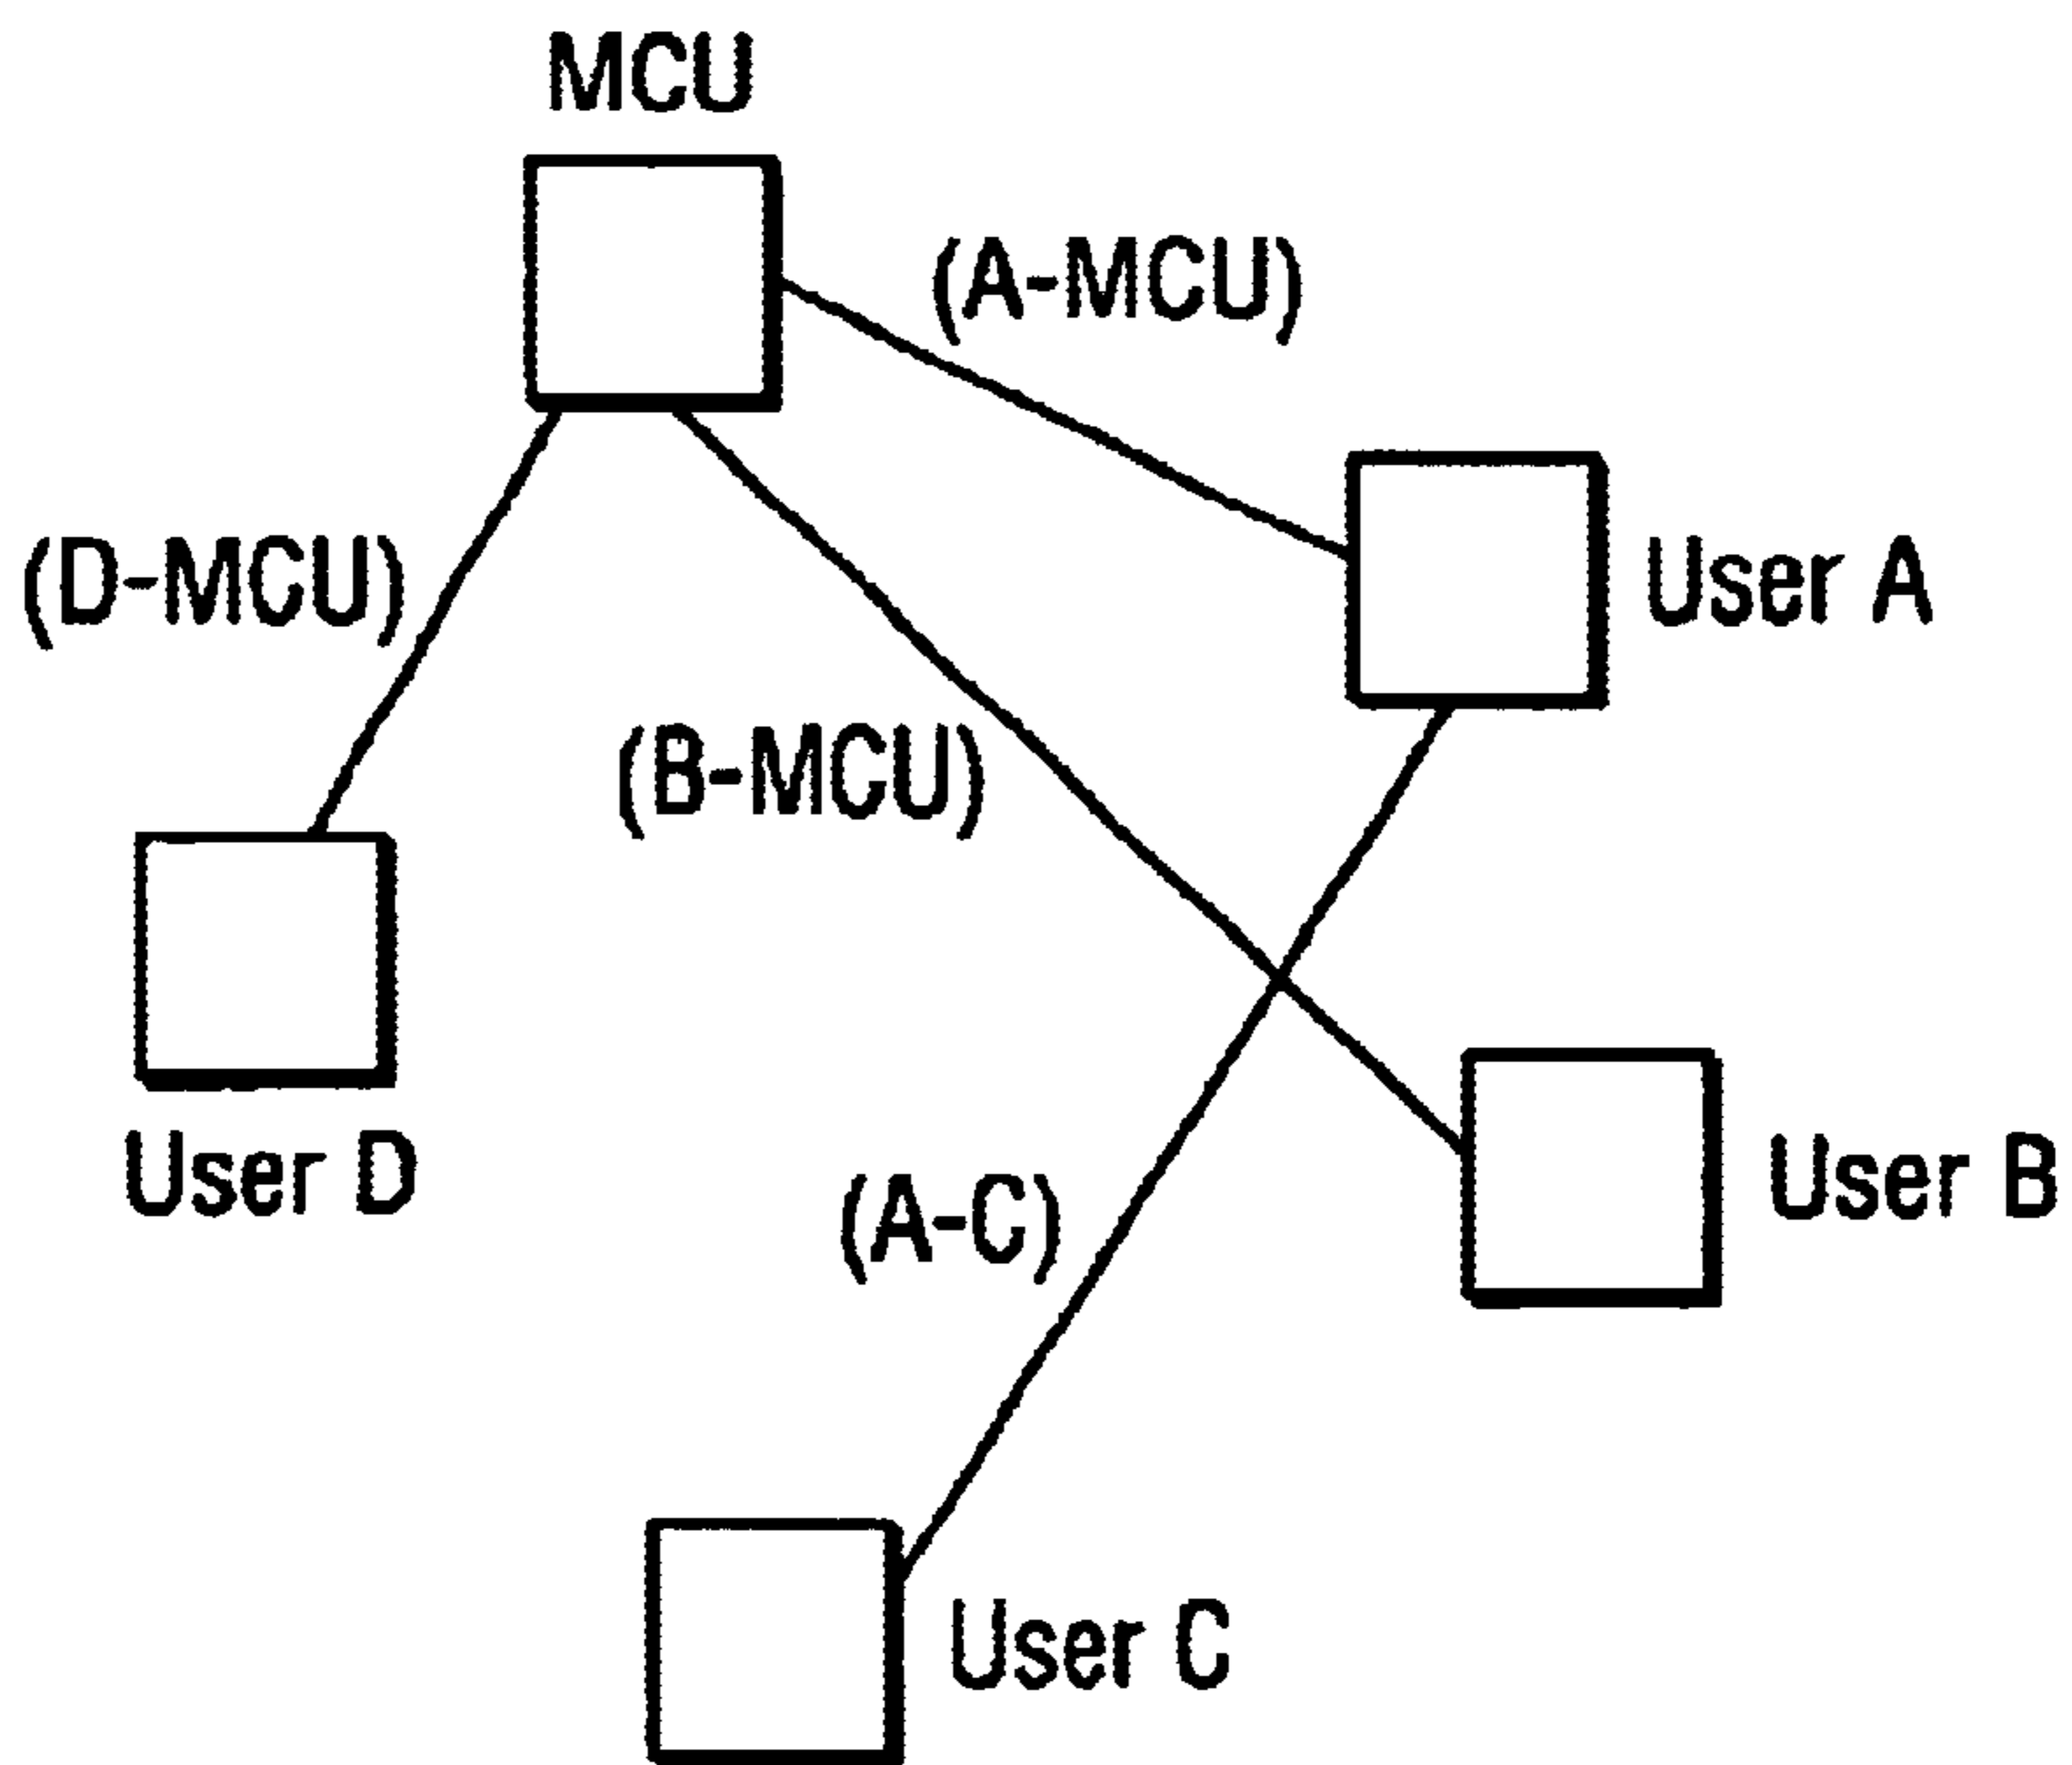 MCU
(A-MCU)
(D-MCU)
User A
(B-MCU)
User D
User B
(A-C)
User C